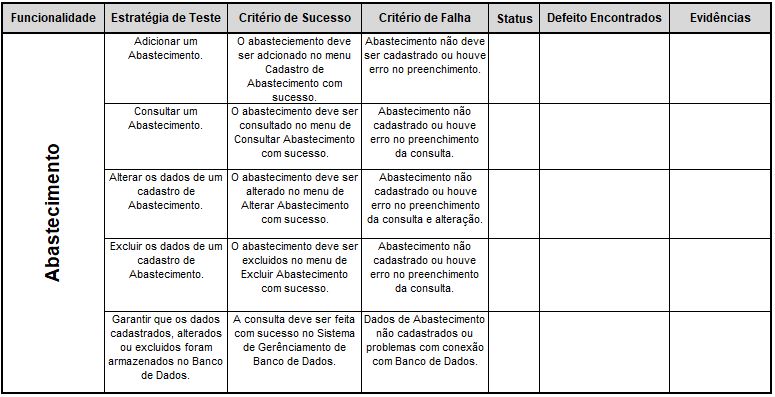 Funcionalidade Estratégia de Teste Critério de Sucesso Critério de Falha Status Defeito Encontrados Evidências
Abastecimento
Adicionar um
Abastecimento.
O abasteciemento deve
ser adcionado no menu
Cadastro de
Abastecimento com
sucesso.
Abastecimento não deve
ser cadastrado ou houve
erro no preenchimento.
Consultar um
Abastecimento.
O abastecimento deve ser
consultado no menu de
Consultar Abastecimento
com sucesso.
Abastecimento não
cadastrado ou houve
erro no preenchimento
da consulta.
Alterar os dados de um
cadastro de
Abastecimento.
O abastecimento deve ser
alterado no menu de
Alterar Abastecimento
com sucesso.
Abastecimento não
cadastrado ou houve
erro no preenchimento
da consulta e alteração.
Excluir os dados de um
cadastro de
Abastecimento.
O abastecimento deve ser
excluidos no menu de
Excluir Abastecimento
com sucesso.
Abastecimento não
cadastrado ou houve
erro no preenchimento
da consulta.
Garantir que os dados
cadastrados, alterados
ou excluidos foram
armazenados no Banco
de Dados.
A consulta deve ser feita
com sucesso no Sistema
de Gerênciamento de
Banco de Dados.
Dados de Abastecimento
não cadastrados ou
problemas com conexão
com Banco de Dados.